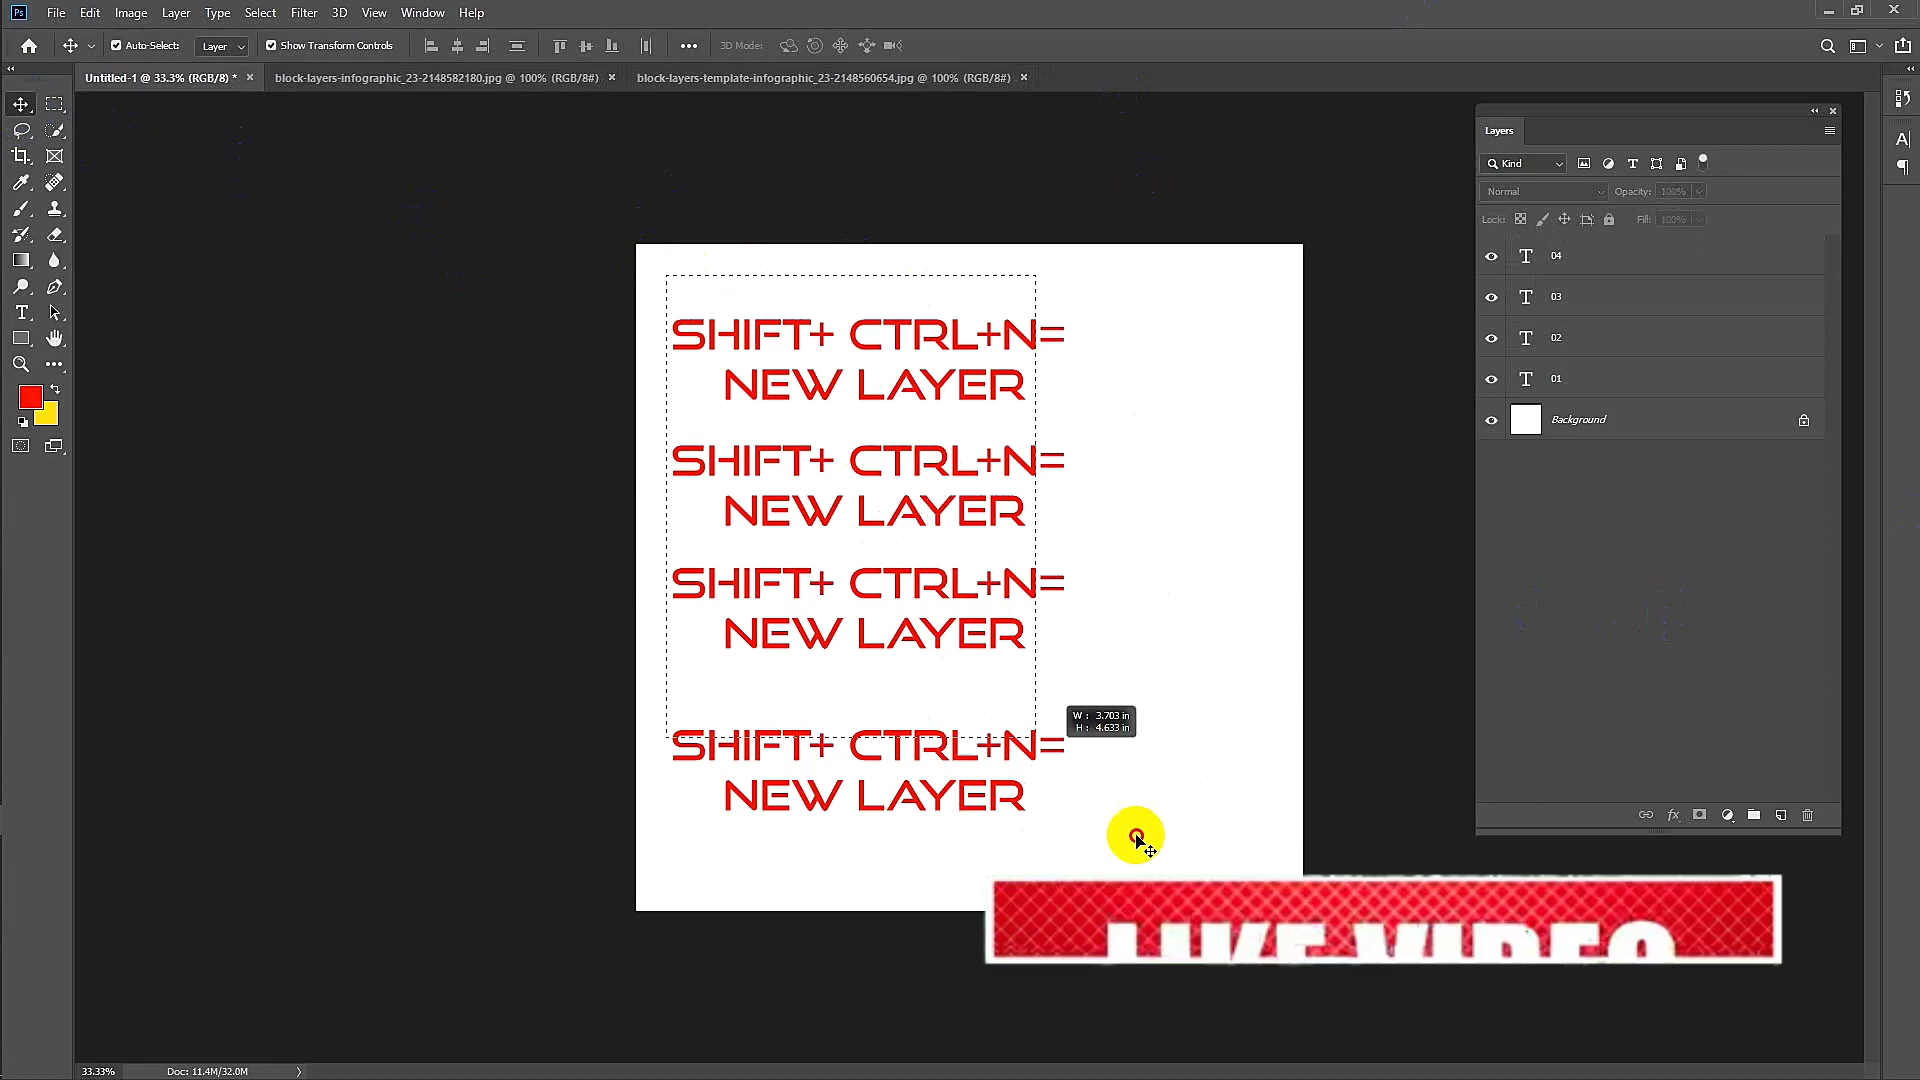 Ps File Edit Image Layer Type Select Filter 3D View Window Help
Auto-Select: Layer Show Transform Controls 3D Mode:
Untitled-1 @ 33.3% (RGB/8) * block-layers-infographic_23-2148582180.jpg @ 100% (RGB/8#) block-layers-template-infographic_23-2148560654.jpg @ 100% (RGB/8#)
Layers
Kind
Normal Opacity: 100%
Lock: Fill: 100%
04
03
02
01
Background
SHIFT+ CTRL+N=
NEW LAYER
SHIFT+ CTRL+N=
NEW LAYER
SHIFT+ CTRL+N=
NEW LAYER
W : 3.703 in
H : 4.633 in
SHIFT+ CTRL+N=
NEW LAYER
LIKE VIDEO
33.33% Doc: 11.4M/32.0M